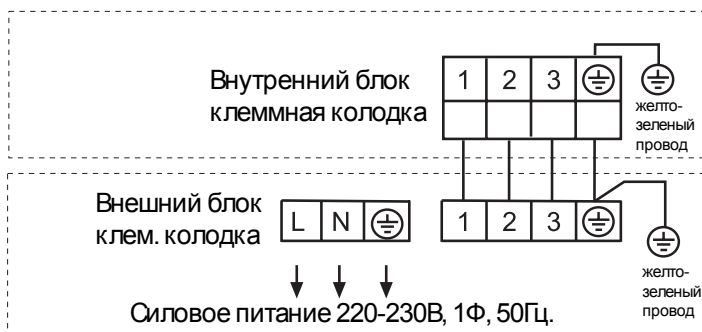 Внутренний блок
клеммная колодка
1 2 3
желто-
зеленый
провод
Внешний блок
клем. колодка
L N
1 2 3
желто-
зеленый
провод
Силовое питание 220-230В, 1Ф, 50Гц.